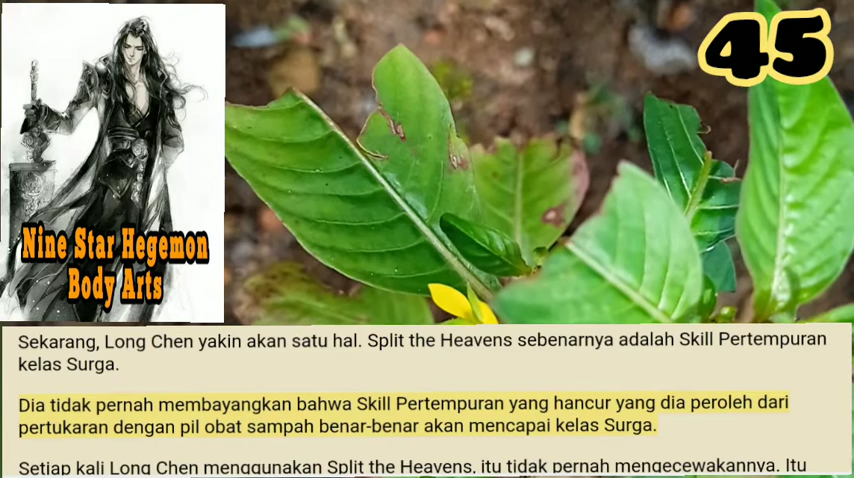 45
Nine Star Hegemon
Body Arts
Sekarang, Long Chen yakin akan satu hal. Split the Heavens sebenarnya adalah Skill Pertempuran
kelas Surga.
Dia tidak pernah membayangkan bahwa Skill Pertempuran yang hancur yang dia peroleh dari
pertukaran dengan pil obat sampah benar-benar akan mencapai kelas Surga.
Setiap kali Long Chen menggunakan Split the Heavens, itu tidak pernah mengecewakannya. Itu